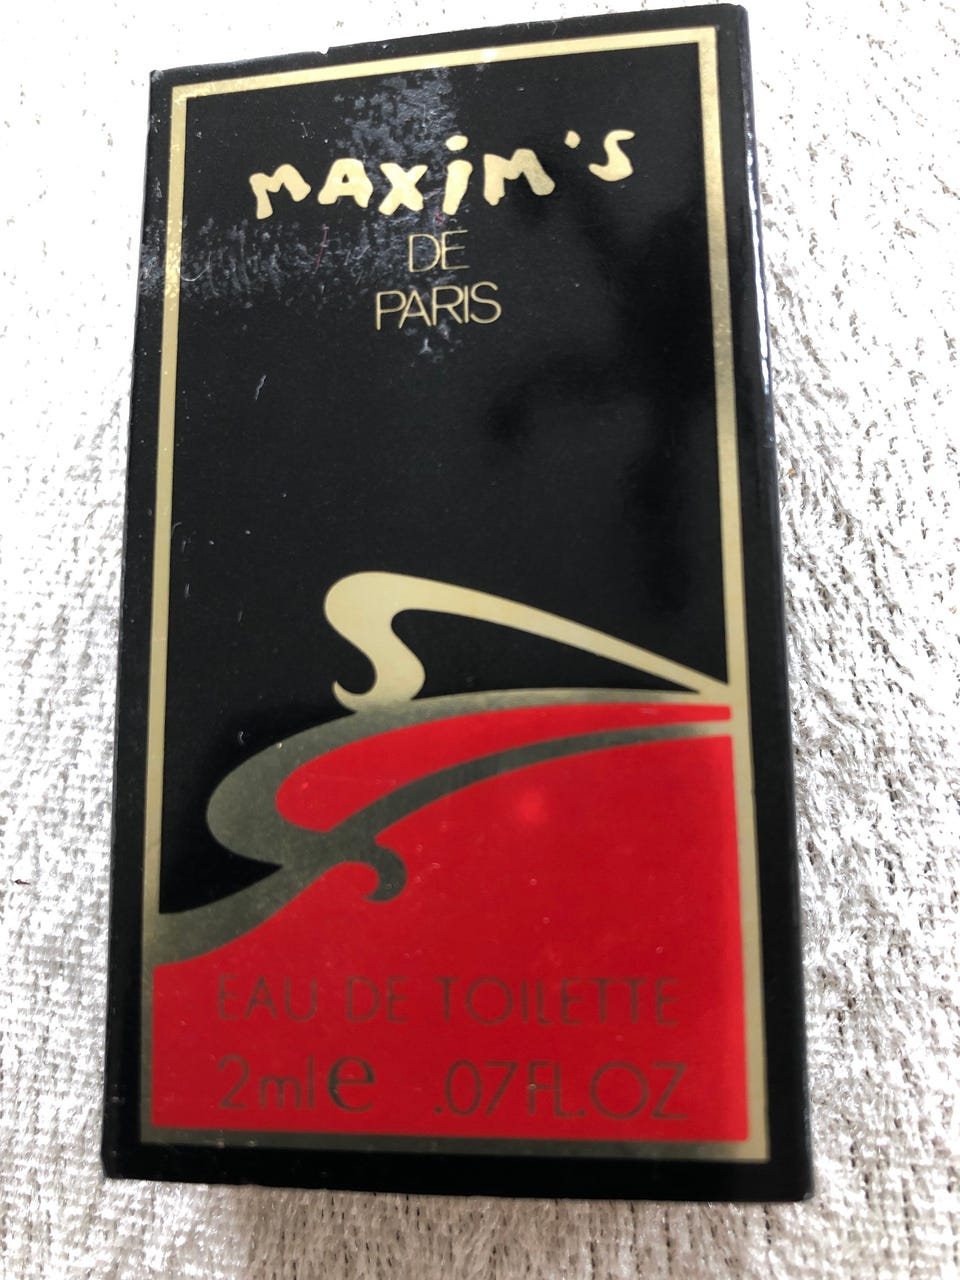 MAXiM'S
DE
PARIS
EAU DE TOILETTE
2ml e .07FL.OZ